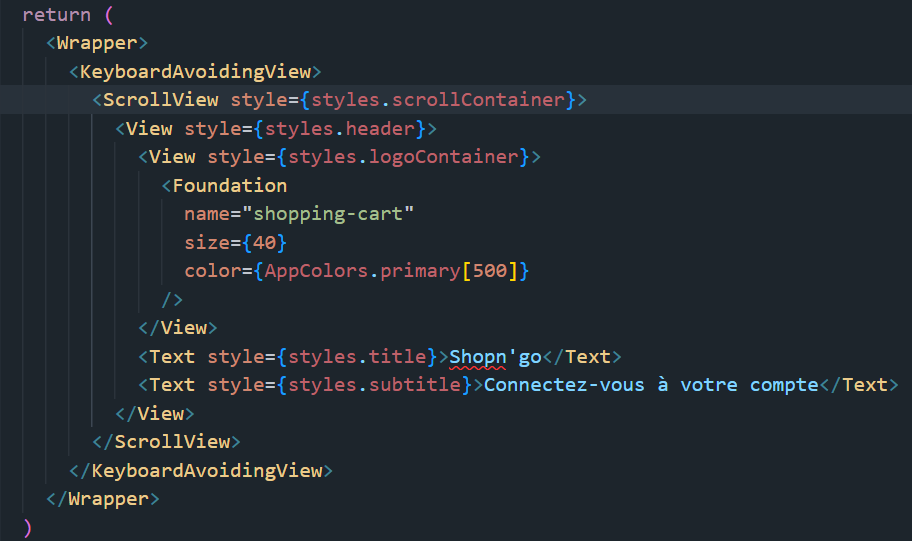 return (
<Wrapper>
<KeyboardAvoidingView>
<ScrollView style={styles.scrollContainer}>
<View style={styles.header}>
<View style={styles.logoContainer}>
<Foundation
name="shopping-cart"
size={40}
color={AppColors.primary[500]}
/>
</View>
<Text style={styles.title}>Shopn'go</Text>
<Text style={styles.subtitle}>Connectez-vous à votre compte</Text>
</View>
</ScrollView>
</KeyboardAvoidingView>
</Wrapper>
)